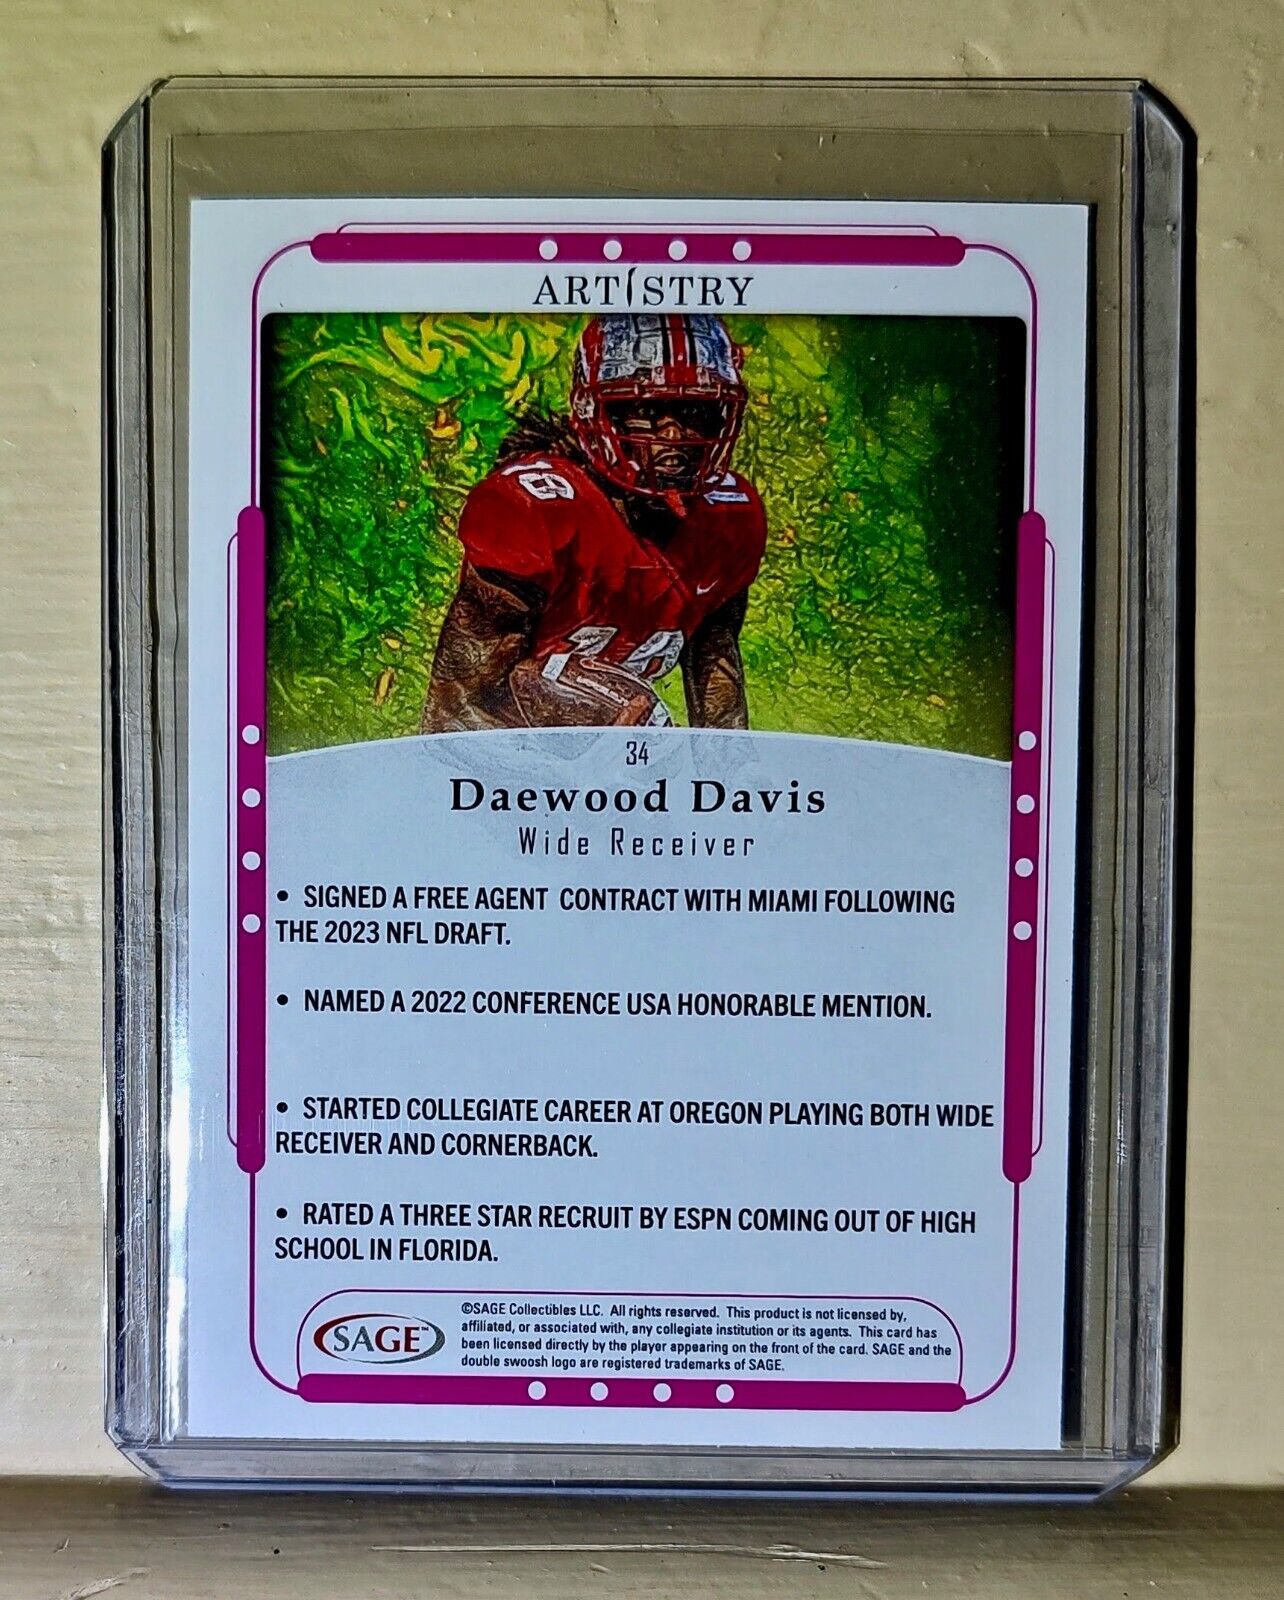 ARTISTRY
18
18
34
Daewood Davis
Wide Receiver
• SIGNED A FREE AGENT CONTRACT WITH MIAMI FOLLOWING
THE 2023 NFL DRAFT.
• NAMED A 2022 CONFERENCE USA HONORABLE MENTION.
• STARTED COLLEGIATE CAREER AT OREGON PLAYING BOTH WIDE
RECEIVER AND CORNERBACK.
• RATED A THREE STAR RECRUIT BY ESPN COMING OUT OF HIGH
SCHOOL IN FLORIDA.
SAGE™
©SAGE Collectibles LLC. All rights reserved. This product is not licensed by,
affiliated, or associated with, any collegiate institution or its agents. This card has
been licensed directly by the player appearing on the front of the card. SAGE and the
double swoosh logo are registered trademarks of SAGE.